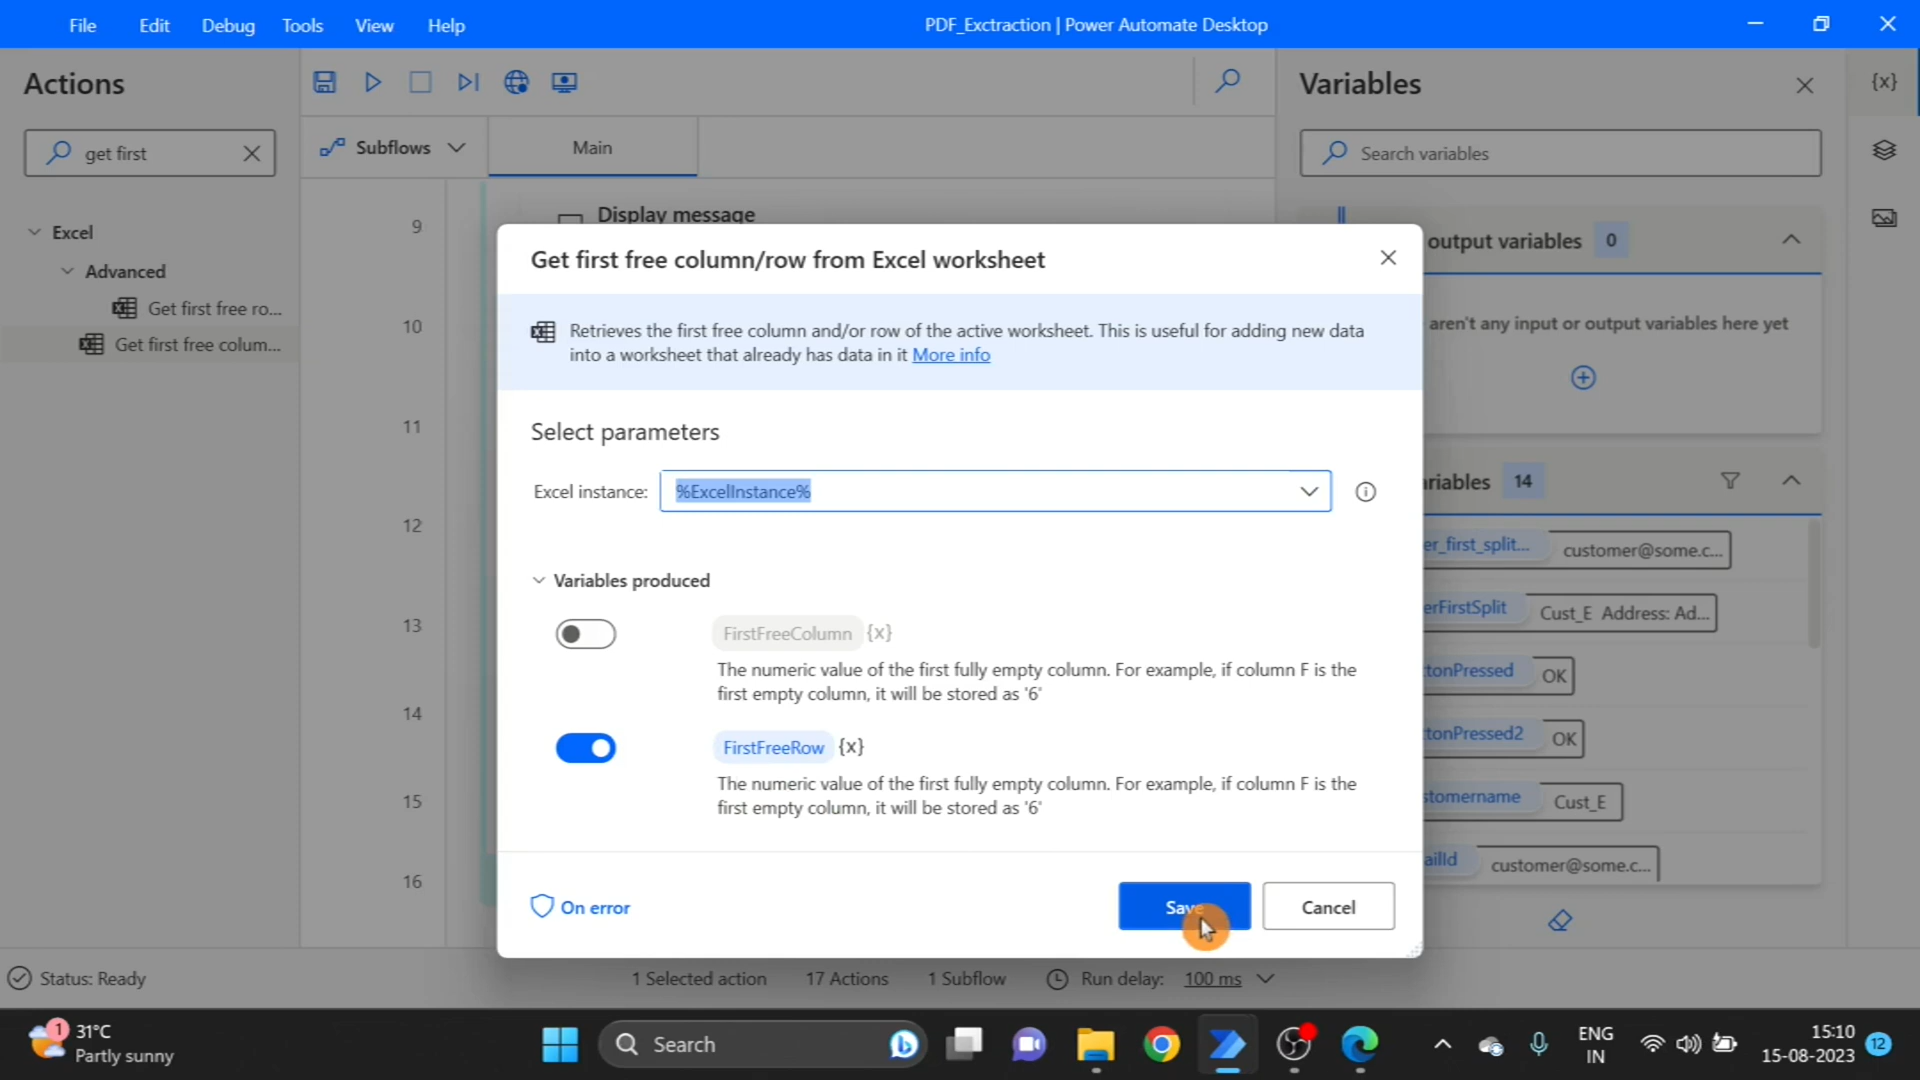 File Edit Debug Tools View Help
PDF_Exctraction | Power Automate Desktop
Actions
get first
Excel
Advanced
Get first free ro...
Get first free colum...
Subflows
Main
9
10
11
12
13
14
15
16
Display message
Get first free column/row from Excel worksheet
Retrieves the first free column and/or row of the active worksheet. This is useful for adding new data
into a worksheet that already has data in it More info
Select parameters
Excel instance: %ExcelInstance%
Variables produced
FirstFreeColumn {x}
The numeric value of the first fully empty column. For example, if column F is the
first empty column, it will be stored as '6'
FirstFreeRow {x}
The numeric value of the first fully empty column. For example, if column F is the
first empty column, it will be stored as '6'
On error
Save
Cancel
Variables
{x}
Search variables
output variables 0
aren't any input or output variables here yet
riables 14
er_first_split... customer@some.c...
erFirstSplit Cust_E Address: Ad...
tonPressed OK
tonPressed2 OK
stomername Cust_E
ailId customer@some.c...
Status: Ready
1 Selected action
17 Actions
1 Subflow
Run delay: 100 ms
1
31°C
Partly sunny
Search
ENG
IN
15:10
15-08-2023
12